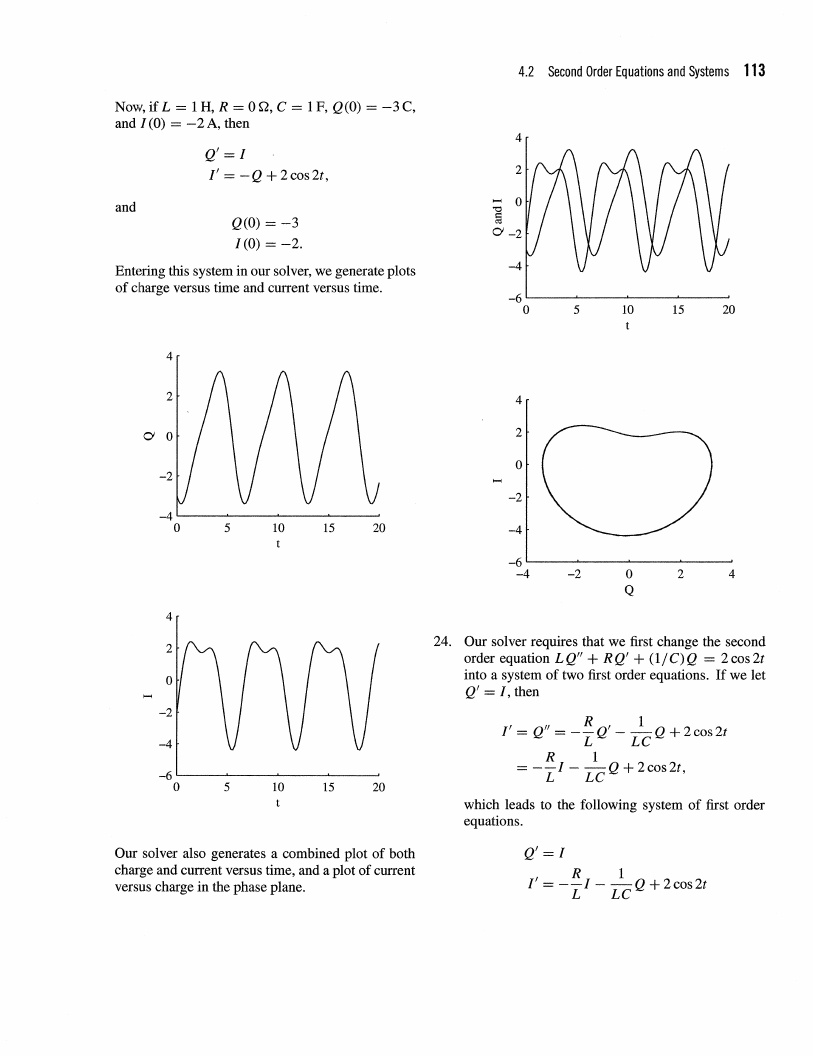 4.2 Second Order Equations and Systems 113
Now, if L = 1 H, R = 0 Ω, C = 1 F, Q(0) = −3 C,
and I(0) = −2 A, then
Q′ = I
I′ = −Q + 2 cos 2t,
and
Q(0) = −3
I(0) = −2.
Entering this system in our solver, we generate plots
of charge versus time and current versus time.
4
2
Q 0
−2
−4
0 5 10 15 20
t
4
2
0
I
−2
−4
−6
0 5 10 15 20
t
Our solver also generates a combined plot of both
charge and current versus time, and a plot of current
versus charge in the phase plane.
4
2
0
Q and I
−2
−4
−6
0 5 10 15 20
t
4
2
0
I
−2
−4
−6
−4 −2 0 2 4
Q
24. Our solver requires that we first change the second
order equation LQ″ + RQ′ + (1/C)Q = 2 cos 2t
into a system of two first order equations. If we let
Q′ = I, then
I′ = Q″ = −R/L Q′ − 1/LC Q + 2 cos 2t
= −R/L I − 1/LC Q + 2 cos 2t,
which leads to the following system of first order
equations.
Q′ = I
I′ = −R/L I − 1/LC Q + 2 cos 2t